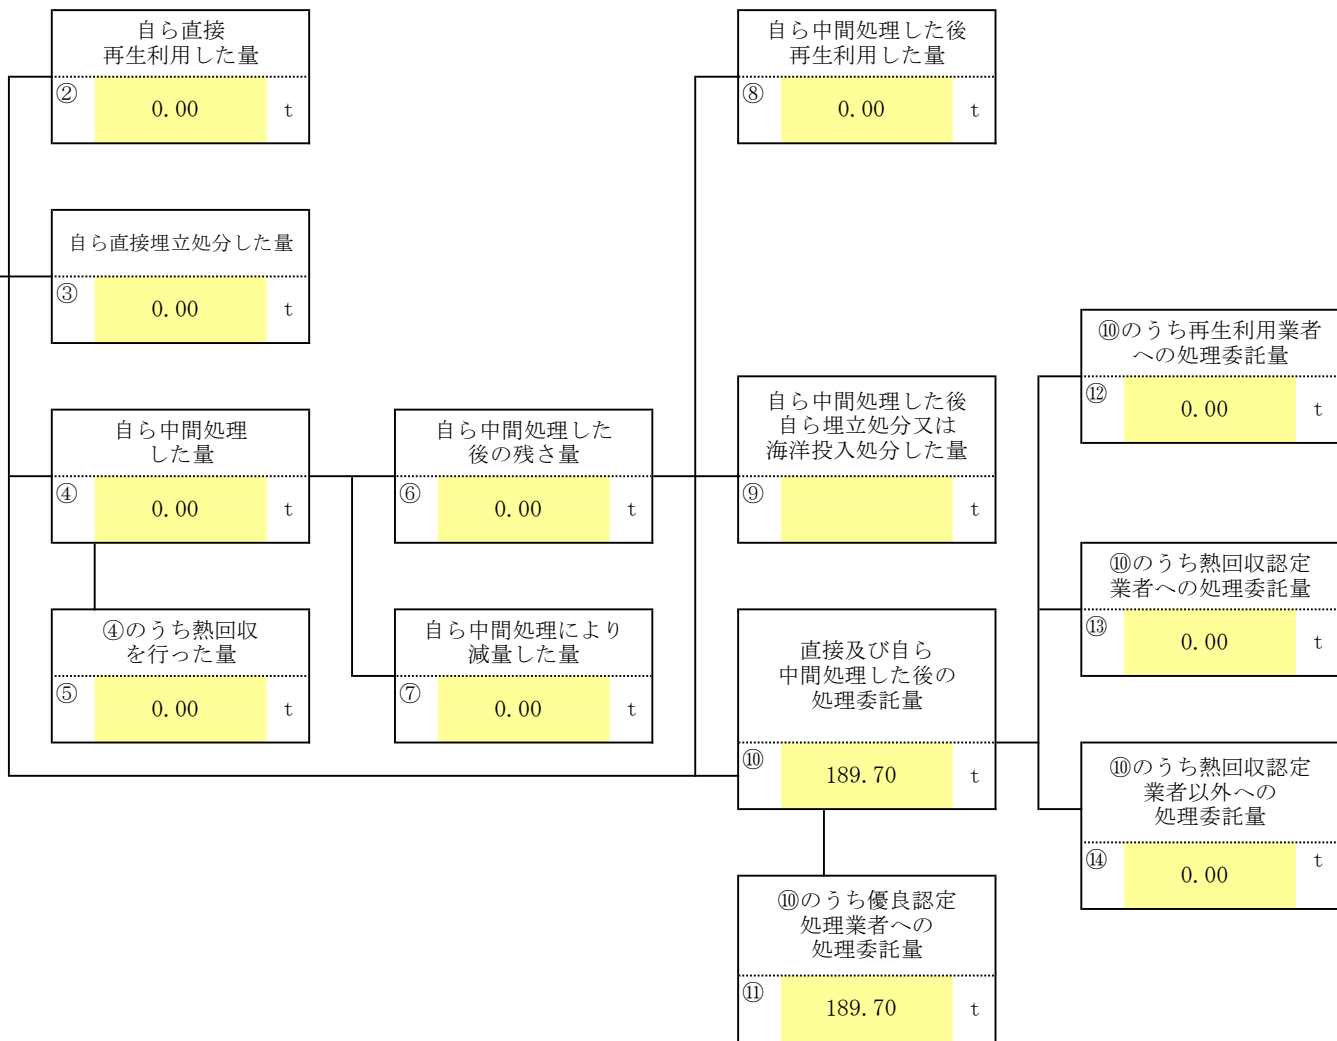 自ら直接
再生利用した量
② 0.00 t
自ら中間処理した後
再生利用した量
⑧ 0.00 t
自ら直接埋立処分した量
③ 0.00 t
⑩のうち再生利用業者
への処理委託量
⑫ 0.00 t
自ら中間処理
した量
④ 0.00 t
自ら中間処理した
後の残さ量
⑥ 0.00 t
自ら中間処理した後
自ら埋立処分又は
海洋投入処分した量
⑨ t
⑩のうち熱回収認定
業者への処理委託量
⑬ 0.00 t
④のうち熱回収
を行った量
⑤ 0.00 t
自ら中間処理により
減量した量
⑦ 0.00 t
直接及び自ら
中間処理した後の
処理委託量
⑩ 189.70 t
⑩のうち熱回収認定
業者以外への
処理委託量
⑭ 0.00 t
⑩のうち優良認定
処理業者への
処理委託量
⑪ 189.70 t